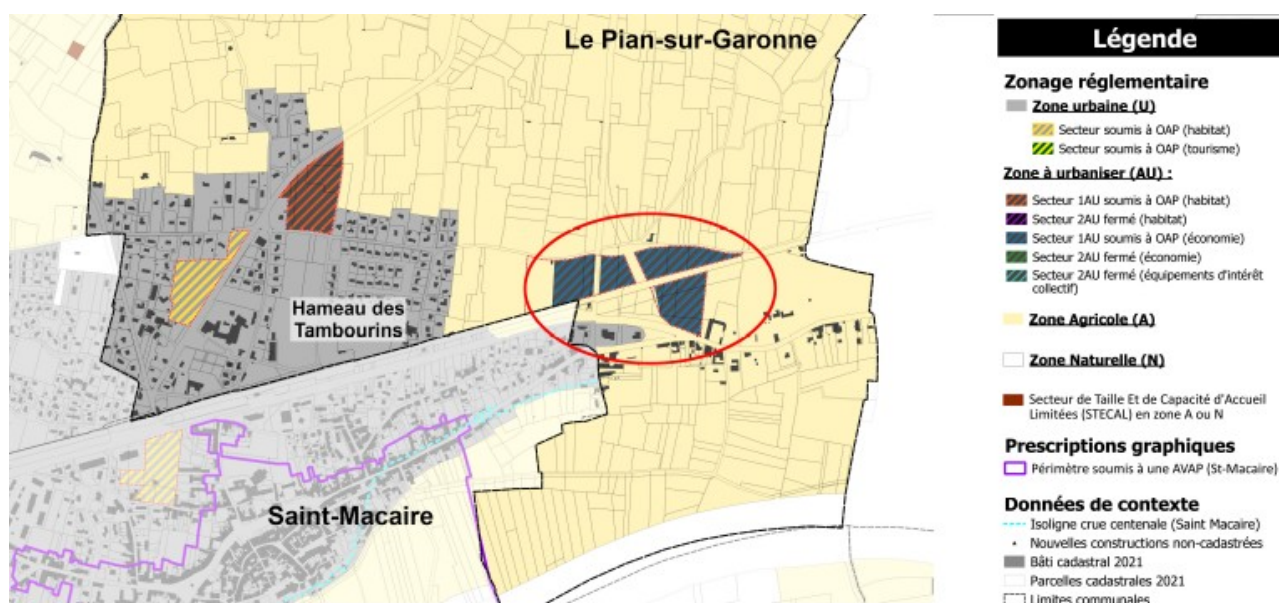 Le Pian-sur-Garonne
Hameau des
Tambourins
Saint-Macaire
Légende
Zonage réglementaire
Zone urbaine (U)
Secteur soumis à OAP (habitat)
Secteur soumis à OAP (tourisme)
Zone à urbaniser (AU) :
Secteur 1AU soumis à OAP (habitat)
Secteur 2AU fermé (habitat)
Secteur 1AU soumis à OAP (économie)
Secteur 2AU fermé (économie)
Secteur 2AU fermé (équipements d'intérêt
collectif)
Zone Agricole (A)
Zone Naturelle (N)
Secteur de Taille Et de Capacité d'Accueil
Limitées (STECAL) en zone A ou N
Prescriptions graphiques
Périmètre soumis à une AVAP (St-Macaire)
Données de contexte
Isoligne crue centenale (Saint Macaire)
Nouvelles constructions non-cadastrées
Bâti cadastral 2021
Parcelles cadastrales 2021
Limites communales